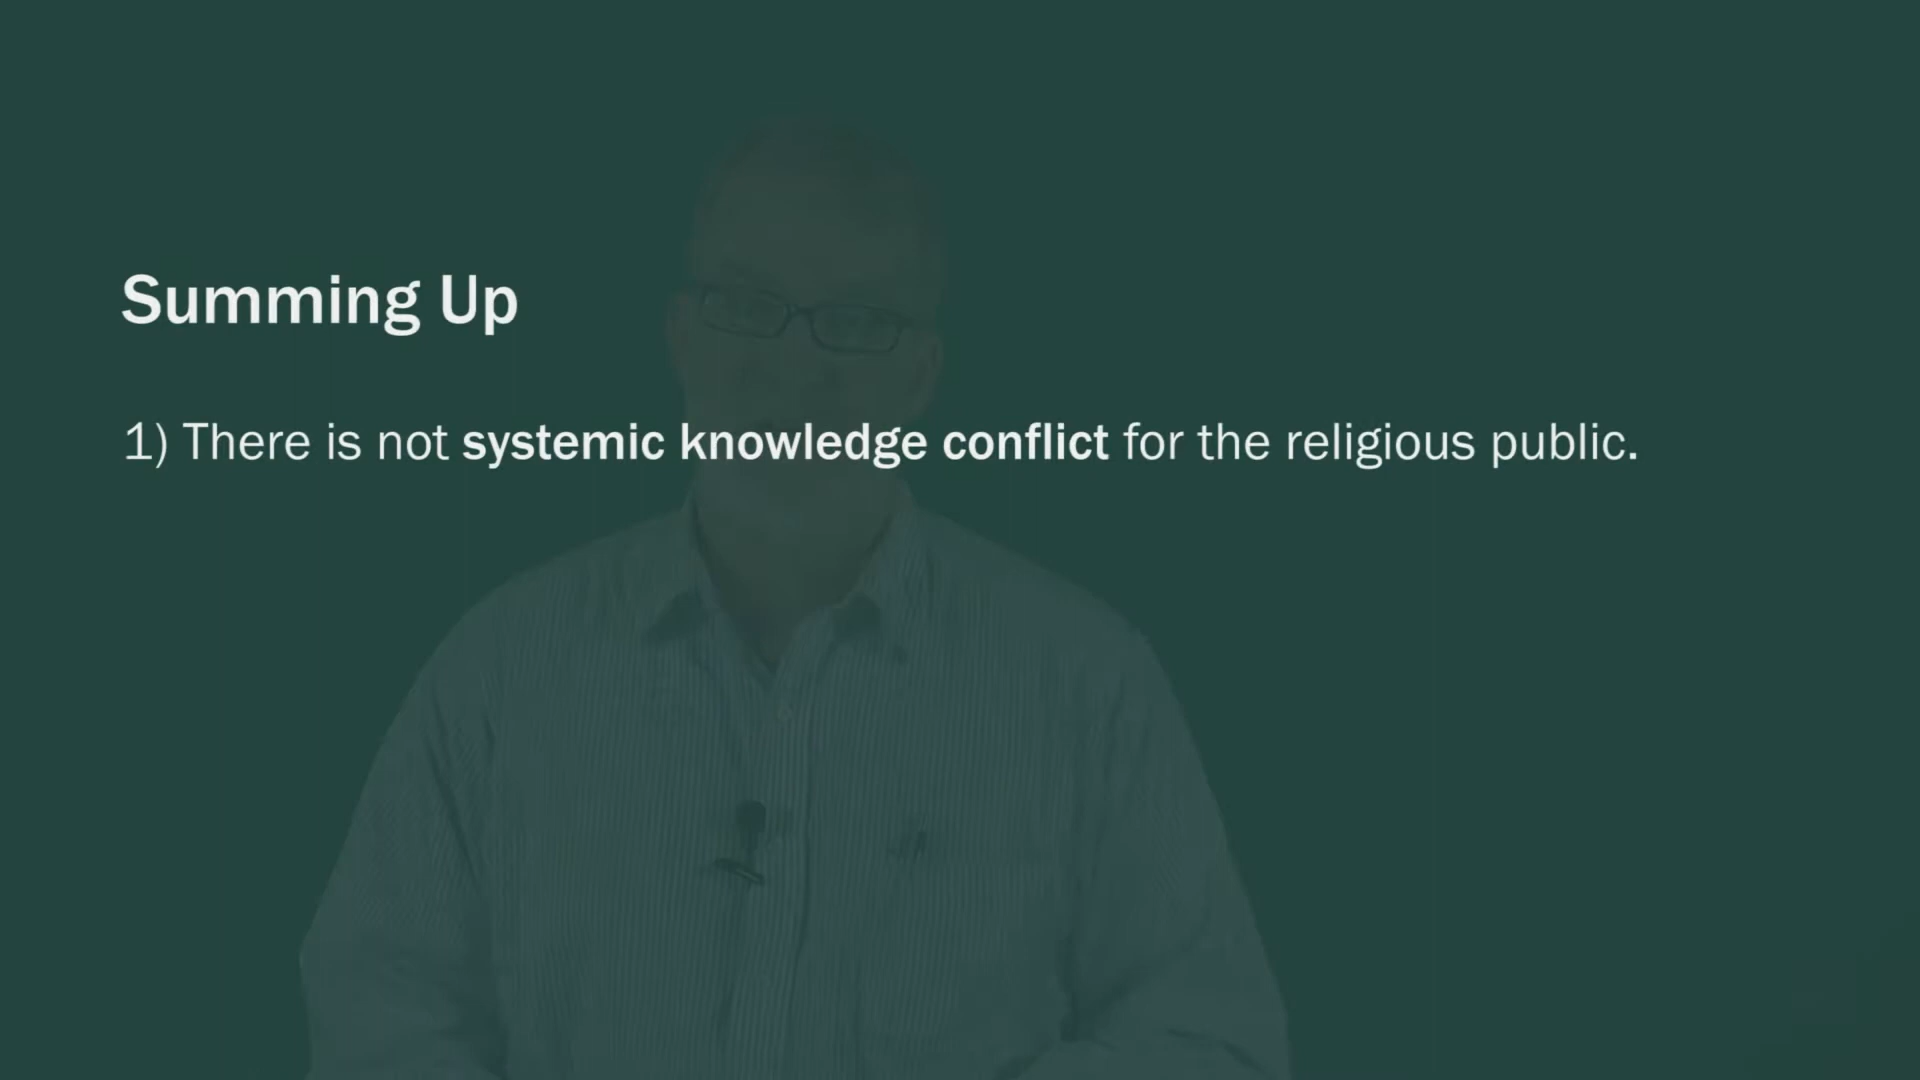 Summing Up
1) There is not systemic knowledge conflict for the religious public.